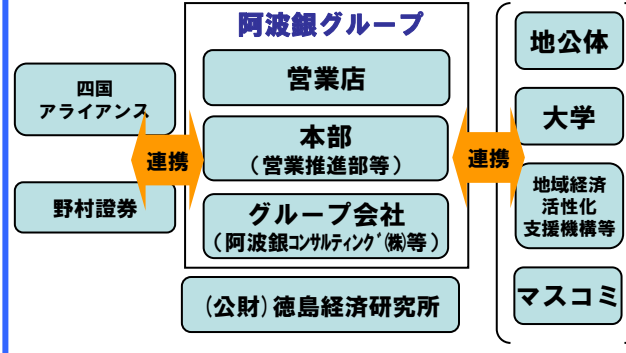 阿波銀グループ
四国
アライアンス
野村證券
連携
営業店
本部
(営業推進部等)
グループ会社
(阿波銀ｺﾝｻﾙﾃｨﾝｸﾞ㈱等)
(公財)徳島経済研究所
連携
地公体
大学
地域経済
活性化
支援機構等
マスコミ